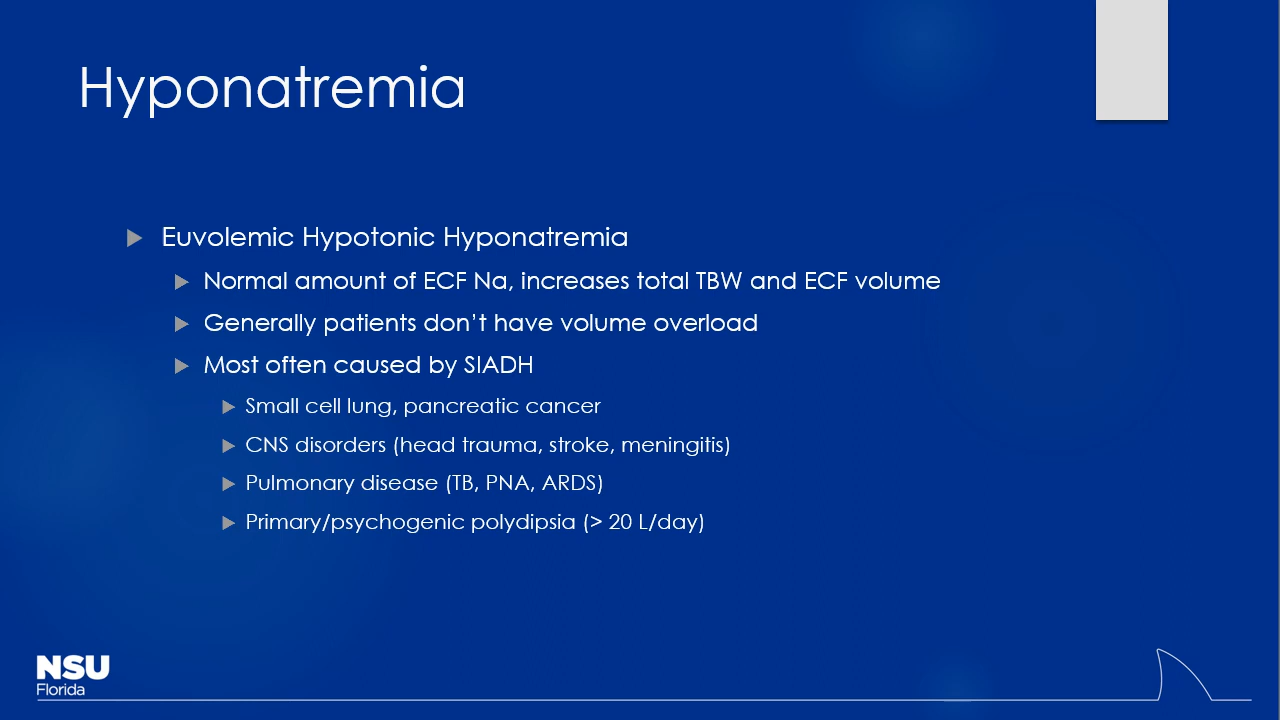 Hyponatremia
Euvolemic Hypotonic Hyponatremia
Normal amount of ECF Na, increases total TBW and ECF volume
Generally patients don't have volume overload
Most often caused by SIADH
Small cell lung, pancreatic cancer
CNS disorders (head trauma, stroke, meningitis)
Pulmonary disease (TB, PNA, ARDS)
Primary/psychogenic polydipsia (> 20 L/day)
NSU
Florida